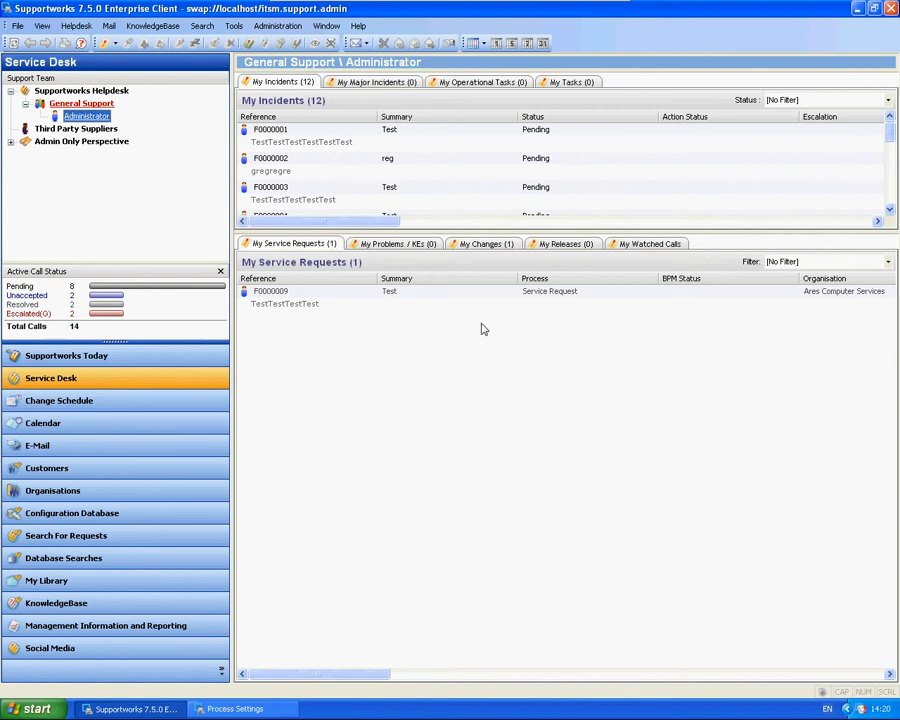 Supportworks 7.5.0 Enterprise Client - swap://localhost/itsm.support.admin
File View Helpdesk Mail KnowledgeBase Search Tools Administration Window Help
Service Desk
Support Team
Supportworks Helpdesk
General Support
Administrator
Third Party Suppliers
Admin Only Perspective
Active Call Status
Pending 8
Unaccepted 2
Resolved 2
Escalated(G) 2
Total Calls 14
Supportworks Today
Service Desk
Change Schedule
Calendar
E-Mail
Customers
Organisations
Configuration Database
Search For Requests
Database Searches
My Library
KnowledgeBase
Management Information and Reporting
Social Media
General Support \ Administrator
My Incidents (12) My Major Incidents (0) My Operational Tasks (0) My Tasks (0)
My Incidents (12) Status : [No Filter]
Reference Summary Status Action Status Escalation
F0000001 Test Pending
TestTestTestTestTestTest
F0000002 reg Pending
gregregre
F0000003 Test Pending
TestTestTestTestTest
My Service Requests (1) My Problems / KEs (0) My Changes (1) My Releases (0) My Watched Calls
My Service Requests (1) Filter: [No Filter]
Reference Summary Process BPM Status Organisation
F0000009 Test Service Request Ares Computer Services
TestTestTestTest
CAP NUM SCRL
start Supportworks 7.5.0 E... Process Settings EN 14:20